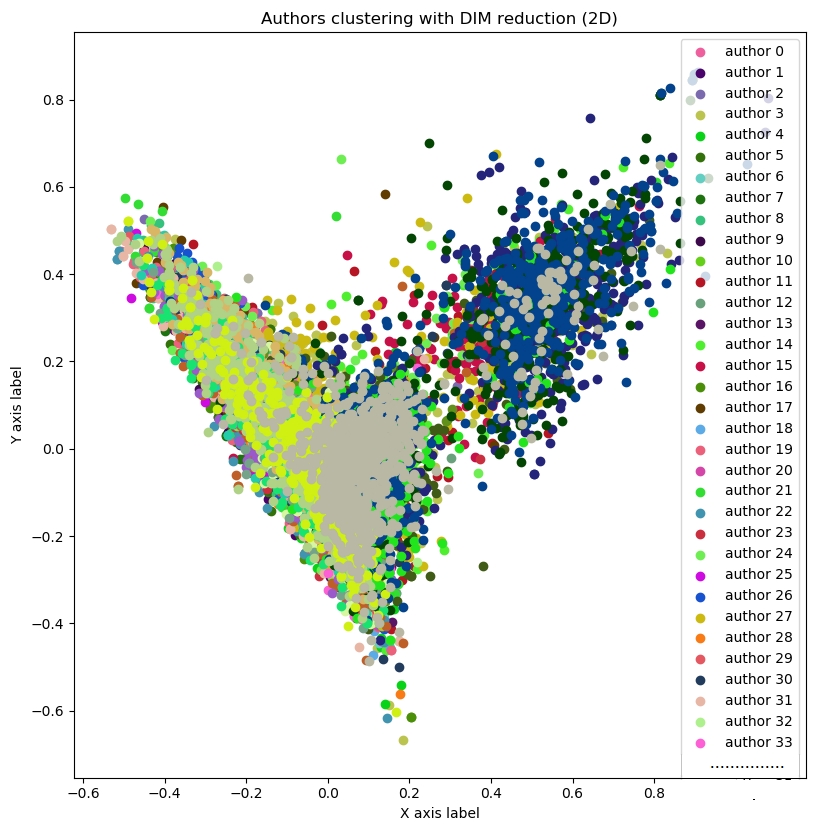 Authors clustering with DIM reduction (2D)
author 0
author 1
author 2
author 3
author 4
author 5
author 6
author 7
author 8
author 9
author 10
author 11
author 12
author 13
author 14
author 15
author 16
author 17
author 18
author 19
author 20
author 21
author 22
author 23
author 24
author 25
author 26
author 27
author 28
author 29
author 30
author 31
author 32
author 33
...............
0.8
0.6
0.4
0.2
0.0
−0.2
−0.4
−0.6
Y axis label
−0.6
−0.4
−0.2
0.0
0.2
0.4
0.6
0.8
X axis label